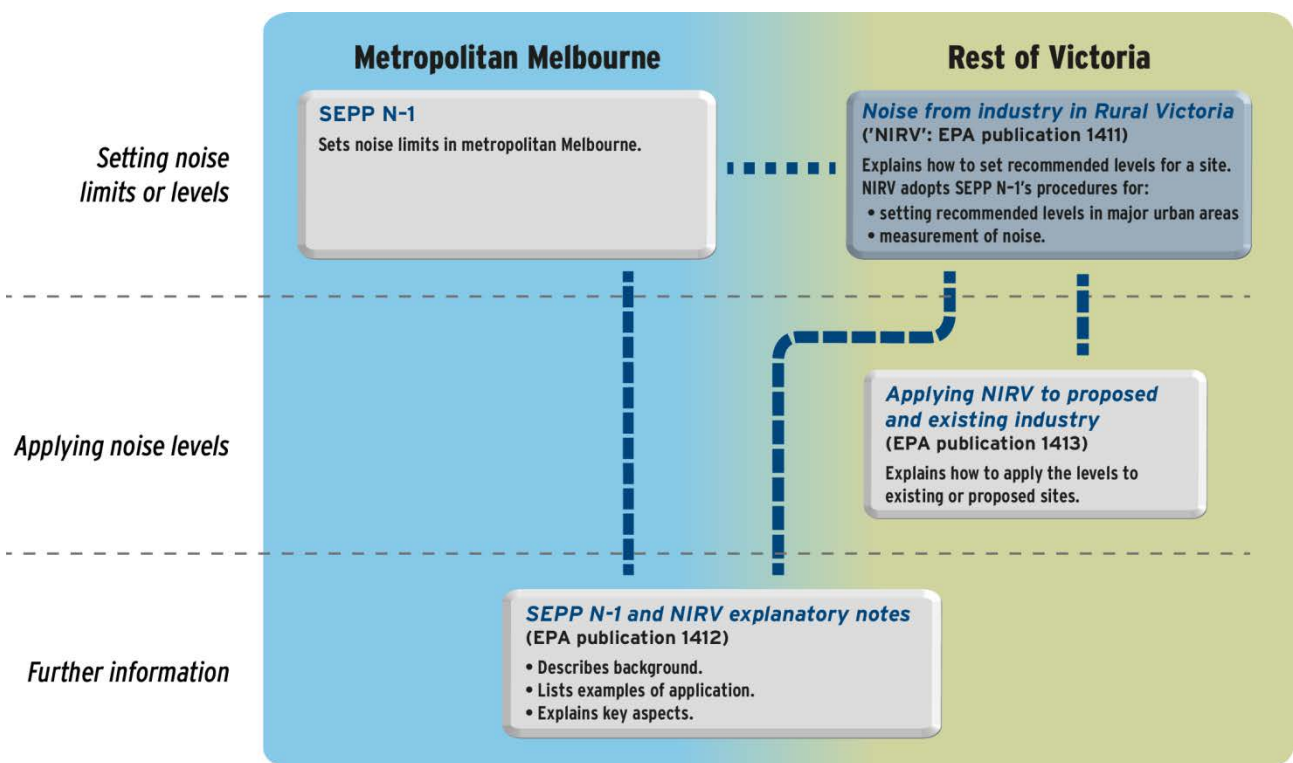 Metropolitan Melbourne
Rest of Victoria
Setting noise
limits or levels
SEPP N-1
Sets noise limits in metropolitan Melbourne.
Noise from industry in Rural Victoria
('NIRV': EPA publication 1411)
Explains how to set recommended levels for a site.
NIRV adopts SEPP N-1's procedures for:
• setting recommended levels in major urban areas
• measurement of noise.
Applying noise levels
Applying NIRV to proposed
and existing industry
(EPA publication 1413)
Explains how to apply the levels to
existing or proposed sites.
Further information
SEPP N-1 and NIRV explanatory notes
(EPA publication 1412)
• Describes background.
• Lists examples of application.
• Explains key aspects.